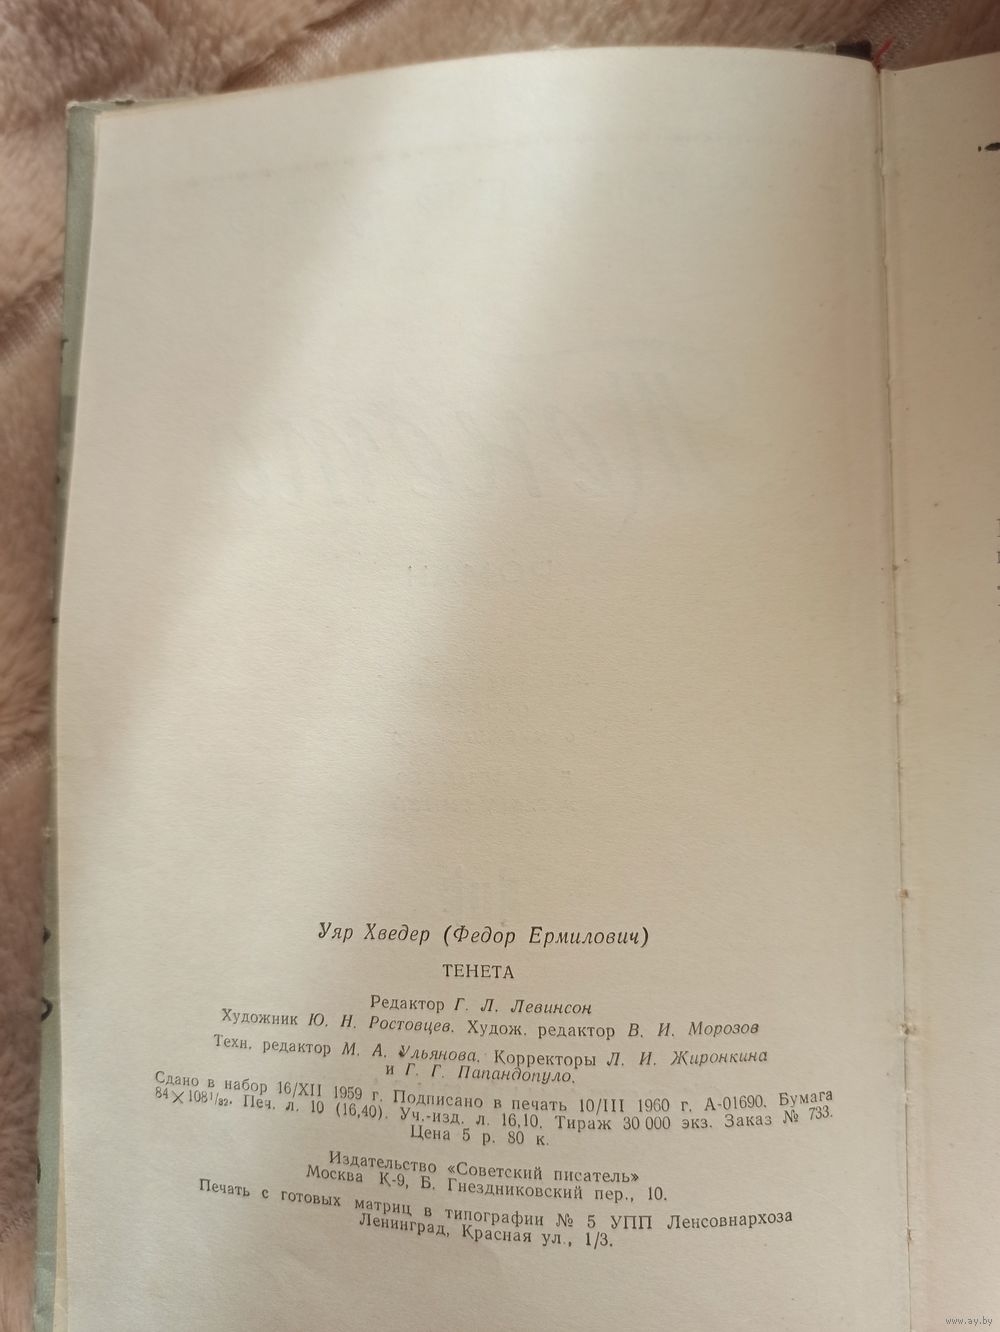 Уяр Хведер (Федор Ермилович)
ТЕНЕТА
Редактор Г. Л. Левинсон
Художник Ю. Н. Ростовцев. Худож. редактор В. И. Морозов
Техн. редактор М. А. Ульянова. Корректоры Л. И. Жиронкина
и Г. Г. Папандопуло.
Сдано в набор 16/XII 1959 г. Подписано в печать 10/III 1960 г. А-01690. Бумага
84×108¹/₃₂. Печ. л. 10 (16,40). Уч.-изд. л. 16,10. Тираж 30 000 экз. Заказ № 733.
Цена 5 р. 80 к.
Издательство «Советский писатель»
Москва К-9, Б. Гнездниковский пер., 10.
Печать с готовых матриц в типографии № 5 УПП Ленсовнархоза
Ленинград, Красная ул., 1/3.
www.ay.by